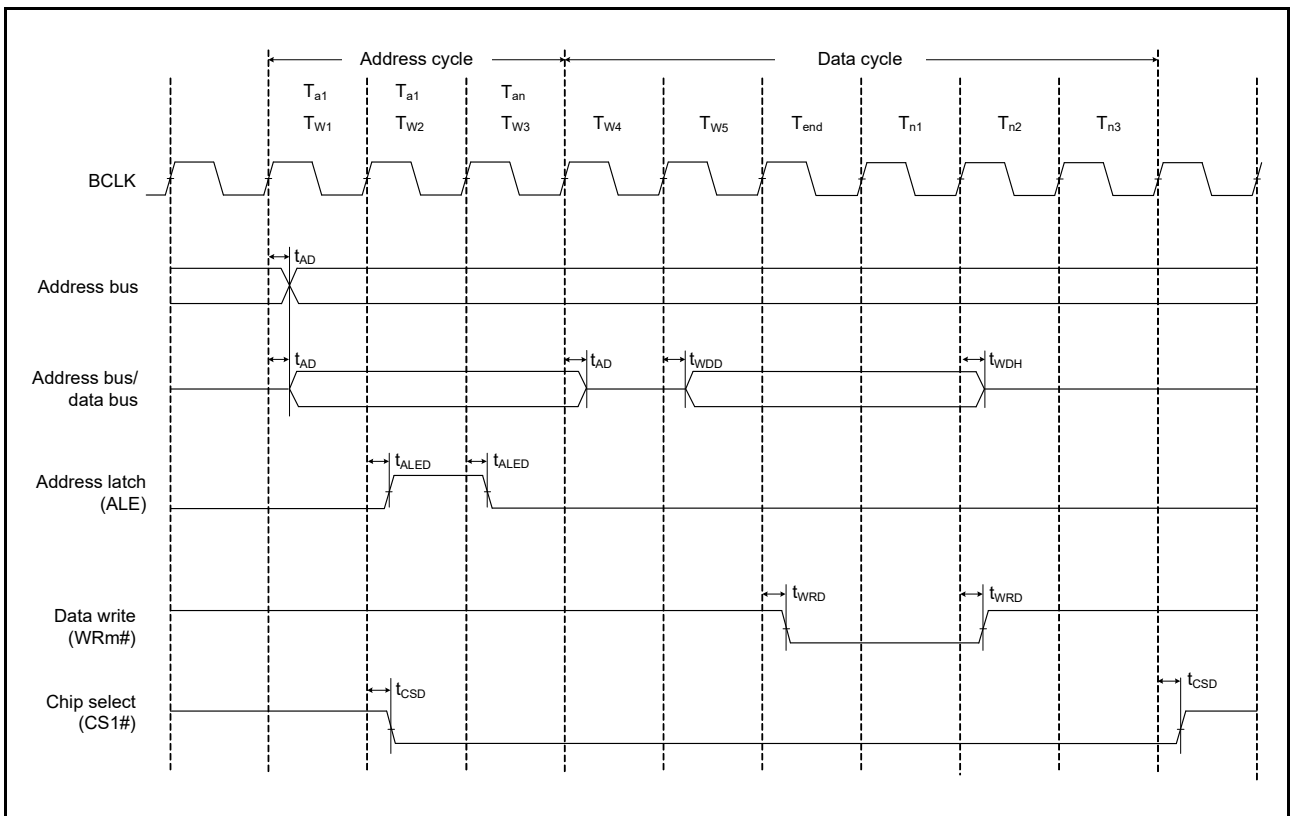 Address cycle Data cycle
Ta1 Ta1 Tan
TW1 TW2 TW3 TW4 TW5 Tend Tn1 Tn2 Tn3
BCLK
tAD
Address bus
tAD tAD tWDD tWDH
Address bus/
data bus
tALED tALED
Address latch
(ALE)
tWRD tWRD
Data write
(WRm#)
tCSD tCSD
Chip select
(CS1#)